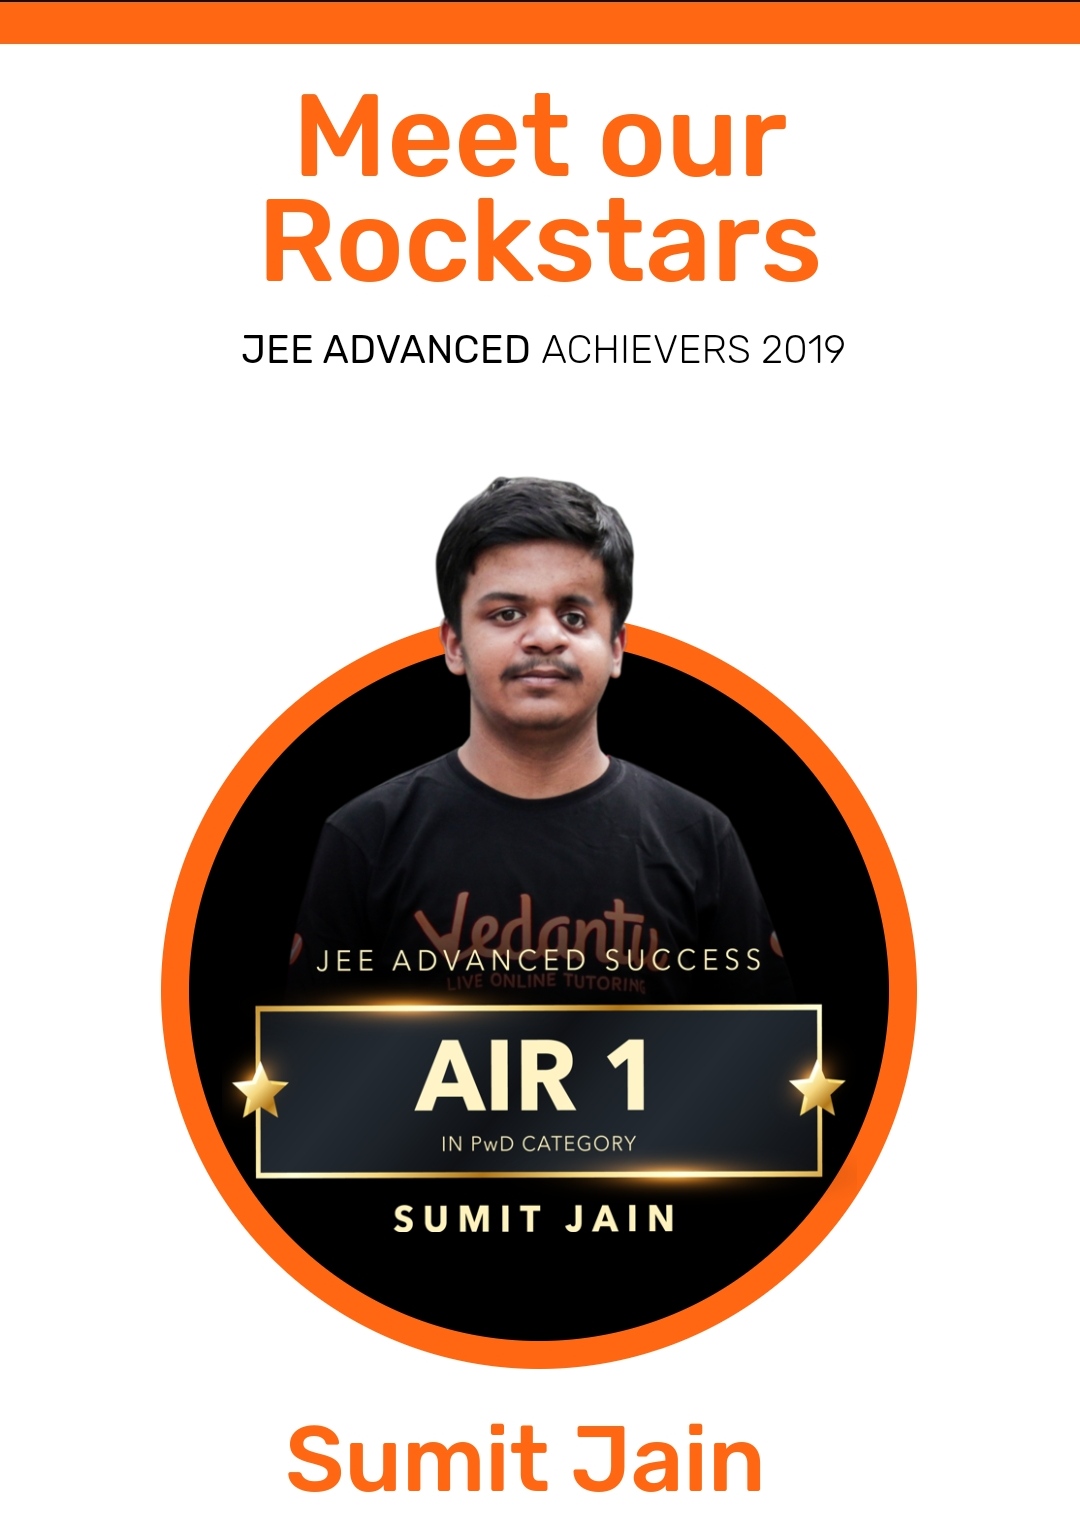 Meet our
Rockstars
JEE ADVANCED ACHIEVERS 2019
Vedantu
JEE ADVANCED SUCCESS
LIVE ONLINE TUTORING
AIR 1
IN PwD CATEGORY
SUMIT JAIN
Sumit Jain